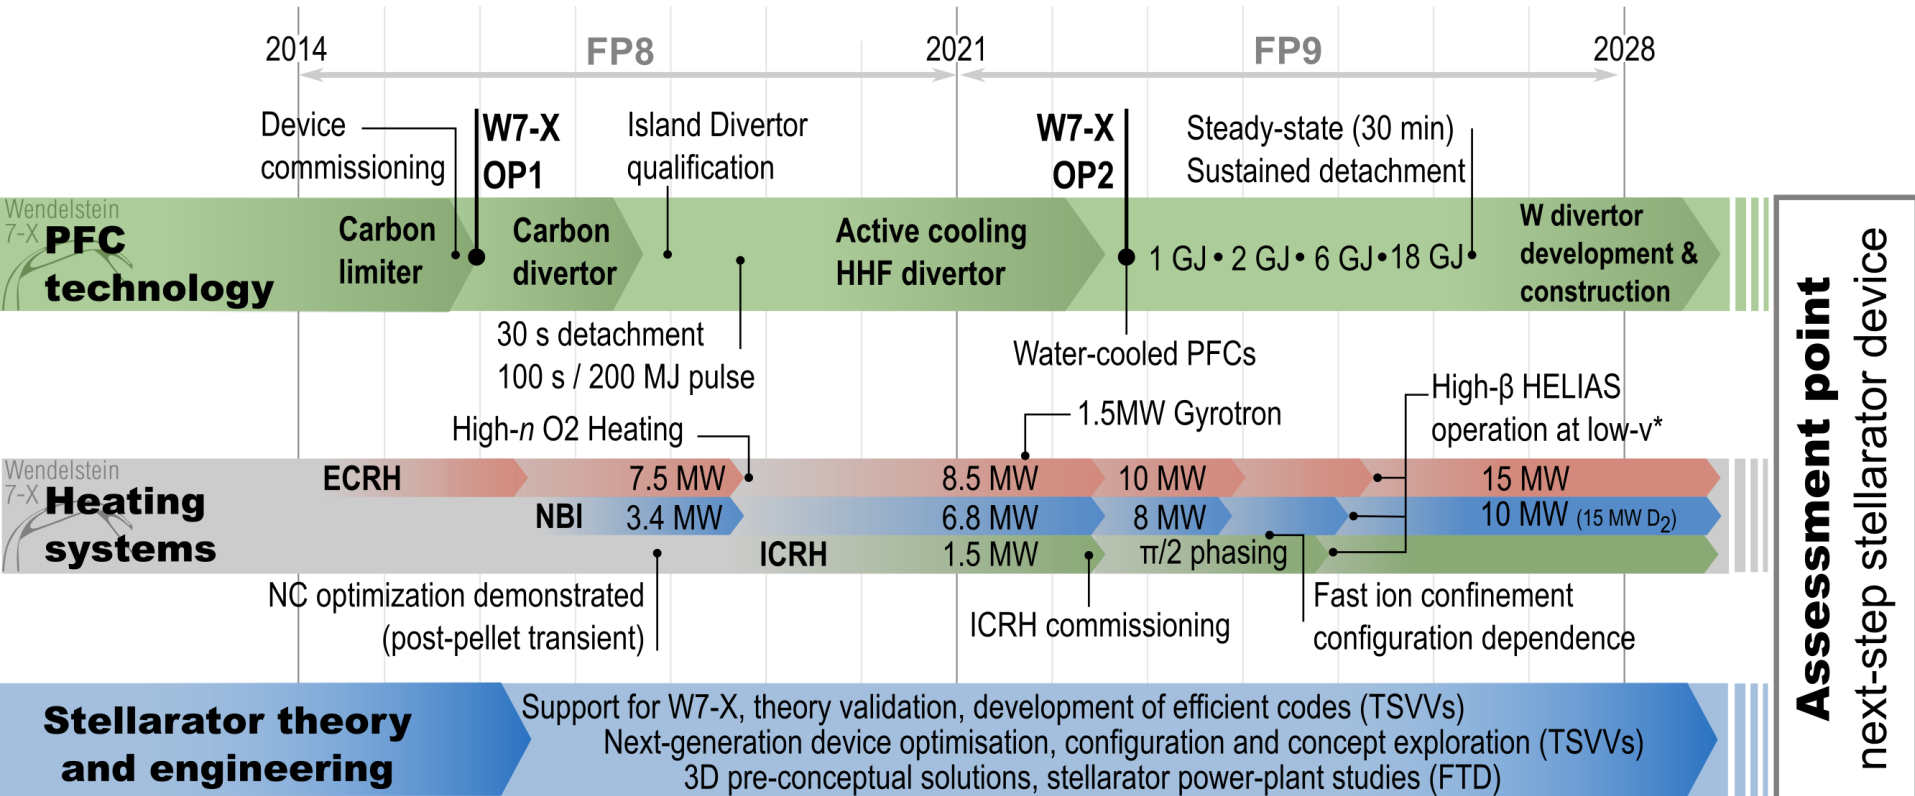 2014
FP8
2021
FP9
2028
Device
commissioning
W7-X
OP1
Island Divertor
qualification
W7-X
OP2
Steady-state (30 min)
Sustained detachment
Wendelstein
7-X
PFC
technology
Carbon
limiter
Carbon
divertor
Active cooling
HHF divertor
1 GJ • 2 GJ • 6 GJ • 18 GJ
W divertor
development &
construction
30 s detachment
100 s / 200 MJ pulse
Water-cooled PFCs
High-n O2 Heating
1.5MW Gyrotron
High-β HELIAS
operation at low-ν*
Wendelstein
7-X
Heating
systems
ECRH 7.5 MW 8.5 MW 10 MW 15 MW
NBI 3.4 MW 6.8 MW 8 MW 10 MW (15 MW D₂)
ICRH 1.5 MW π/2 phasing
NC optimization demonstrated
(post-pellet transient)
ICRH commissioning
Fast ion confinement
configuration dependence
Stellarator theory
and engineering
Support for W7-X, theory validation, development of efficient codes (TSVVs)
Next-generation device optimisation, configuration and concept exploration (TSVVs)
3D pre-conceptual solutions, stellarator power-plant studies (FTD)
Assessment point
next-step stellarator device